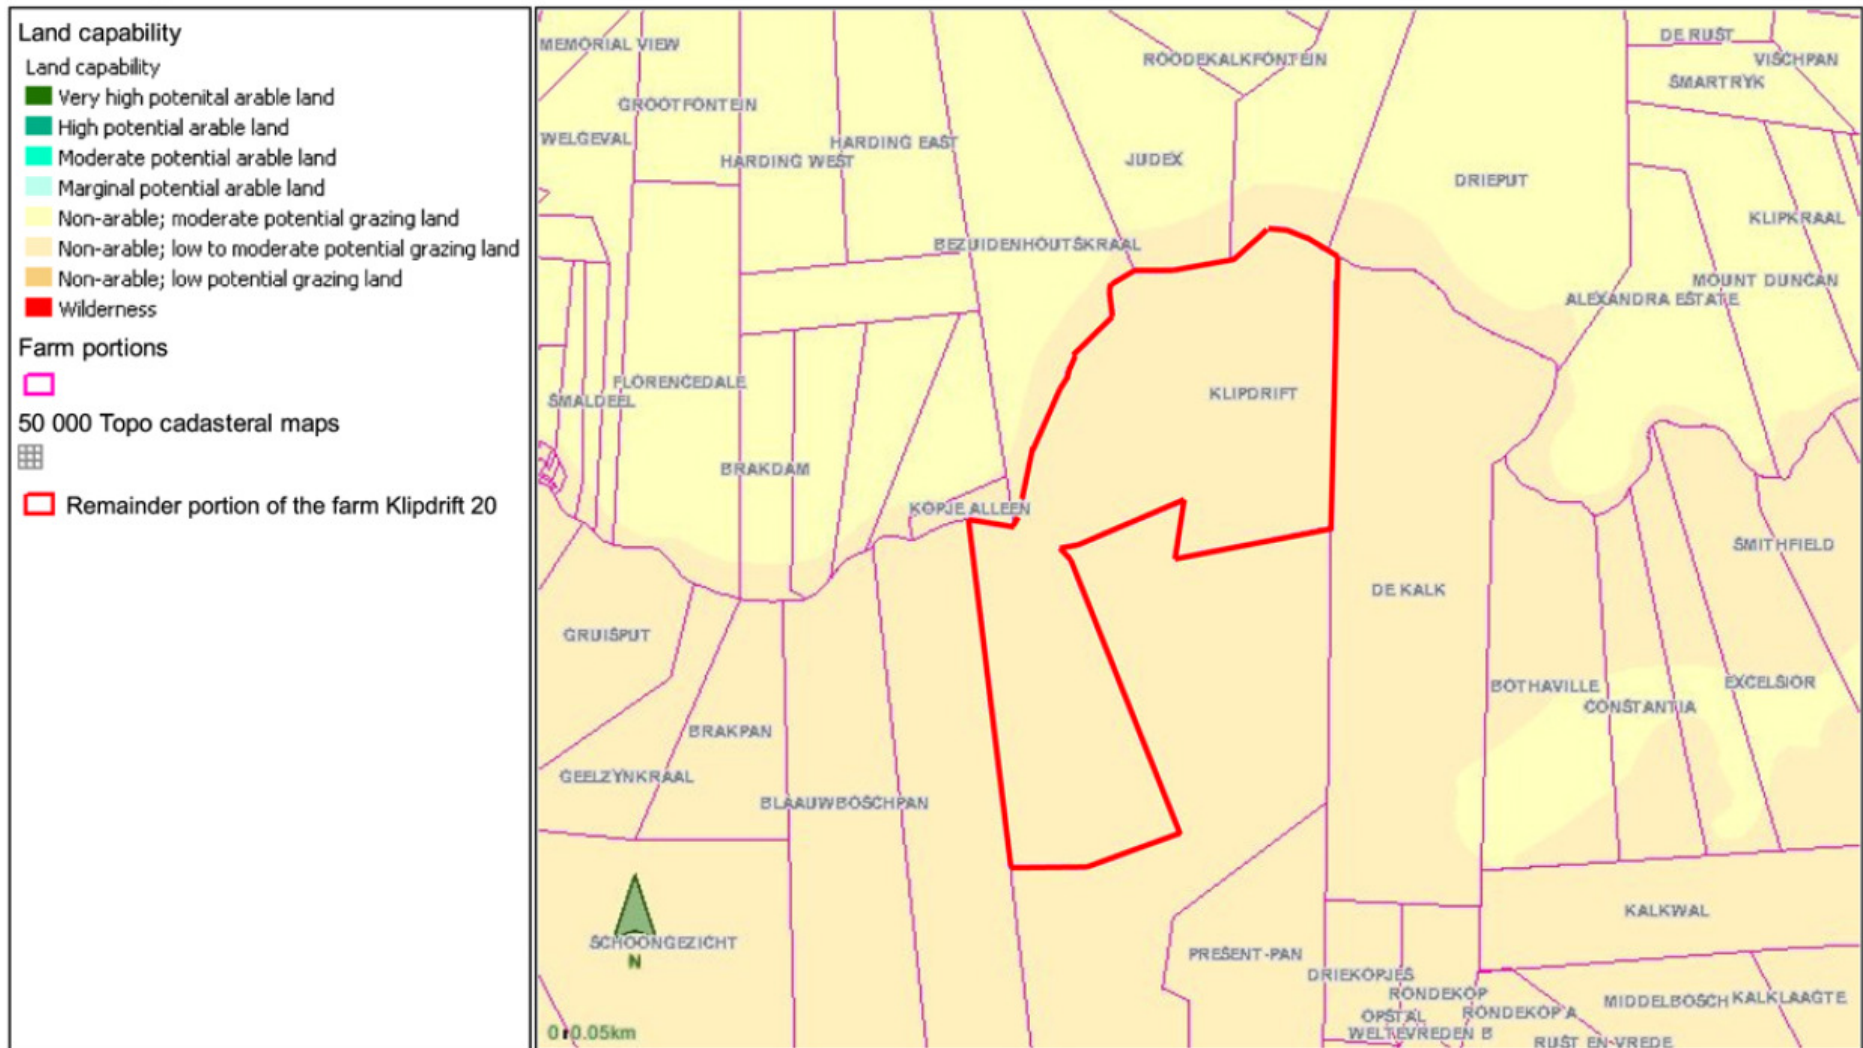 Land capability
Land capability
Very high potenital arable land
High potential arable land
Moderate potential arable land
Marginal potential arable land
Non-arable; moderate potential grazing land
Non-arable; low to moderate potential grazing land
Non-arable; low potential grazing land
Wilderness
Farm portions
50 000 Topo cadasteral maps
Remainder portion of the farm Klipdrift 20
MEMORIAL VIEW
ROODEKALKFONTEIN
DE RUST
VISCHPAN
SMARTRYK
GROOTFONTEIN
WELGEVAL
HARDING EAST
HARDING WEST
JUDEX
DRIEPUT
KLIPKRAAL
BEZUIDENHOUTSKRAAL
MOUNT DUNCAN
ALEXANDRA ESTATE
FLORENCEDALE
SMALDEEL
KLIPDRIFT
BRAKDAM
KOPJE ALLEEN
SMITHFIELD
DE KALK
GRUISPUT
BOTHAVILLE
EXCELSIOR
CONSTANTIA
BRAKPAN
GEELZYNKRAAL
BLAAUWBOSCHPAN
KALKWAL
SCHOONGEZICHT
N
PRESENT-PAN
DRIEKOPJES
RONDEKOP
MIDDELBOSCH
KALKLAAGTE
OPSTAL
RONDEKOP A
WELTEVREDEN B
RUST EN VREDE
0 0.05km